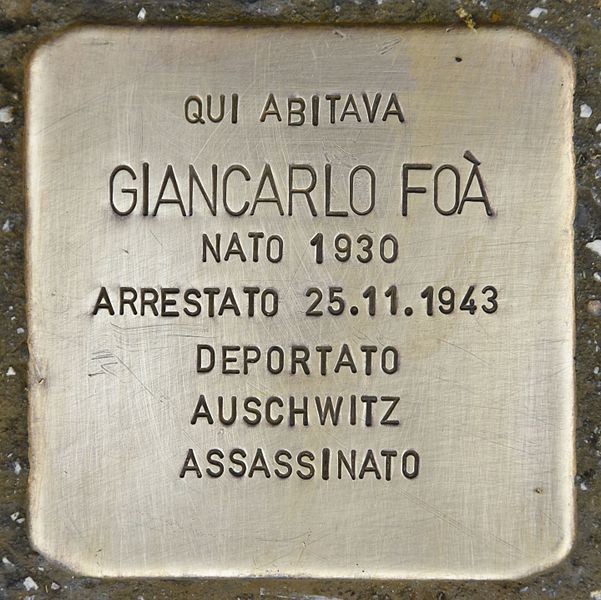 QUI ABITAVA
GIANCARLO FOÀ
NATO 1930
ARRESTATO 25.11.1943
DEPORTATO
AUSCHWITZ
ASSASSINATO